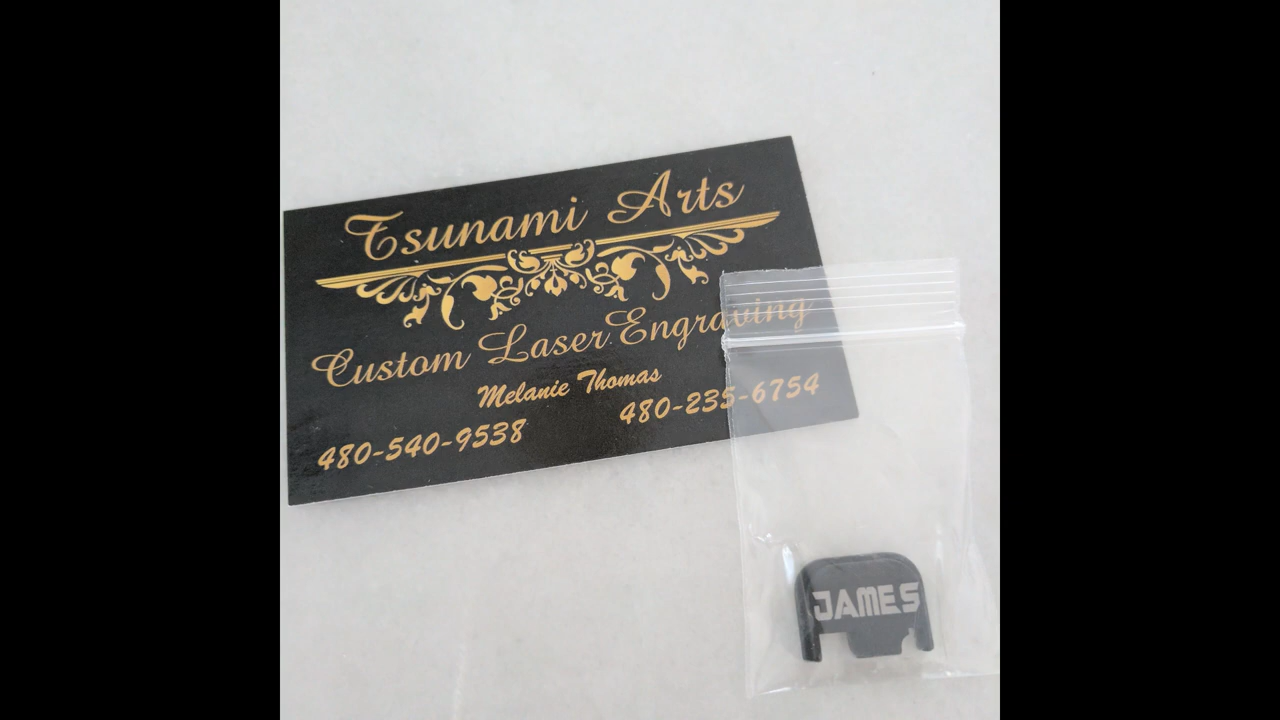 Tsunami Arts
Custom Laser Engraving
Melanie Thomas
480-540-9538 480-235-6754
JAMES